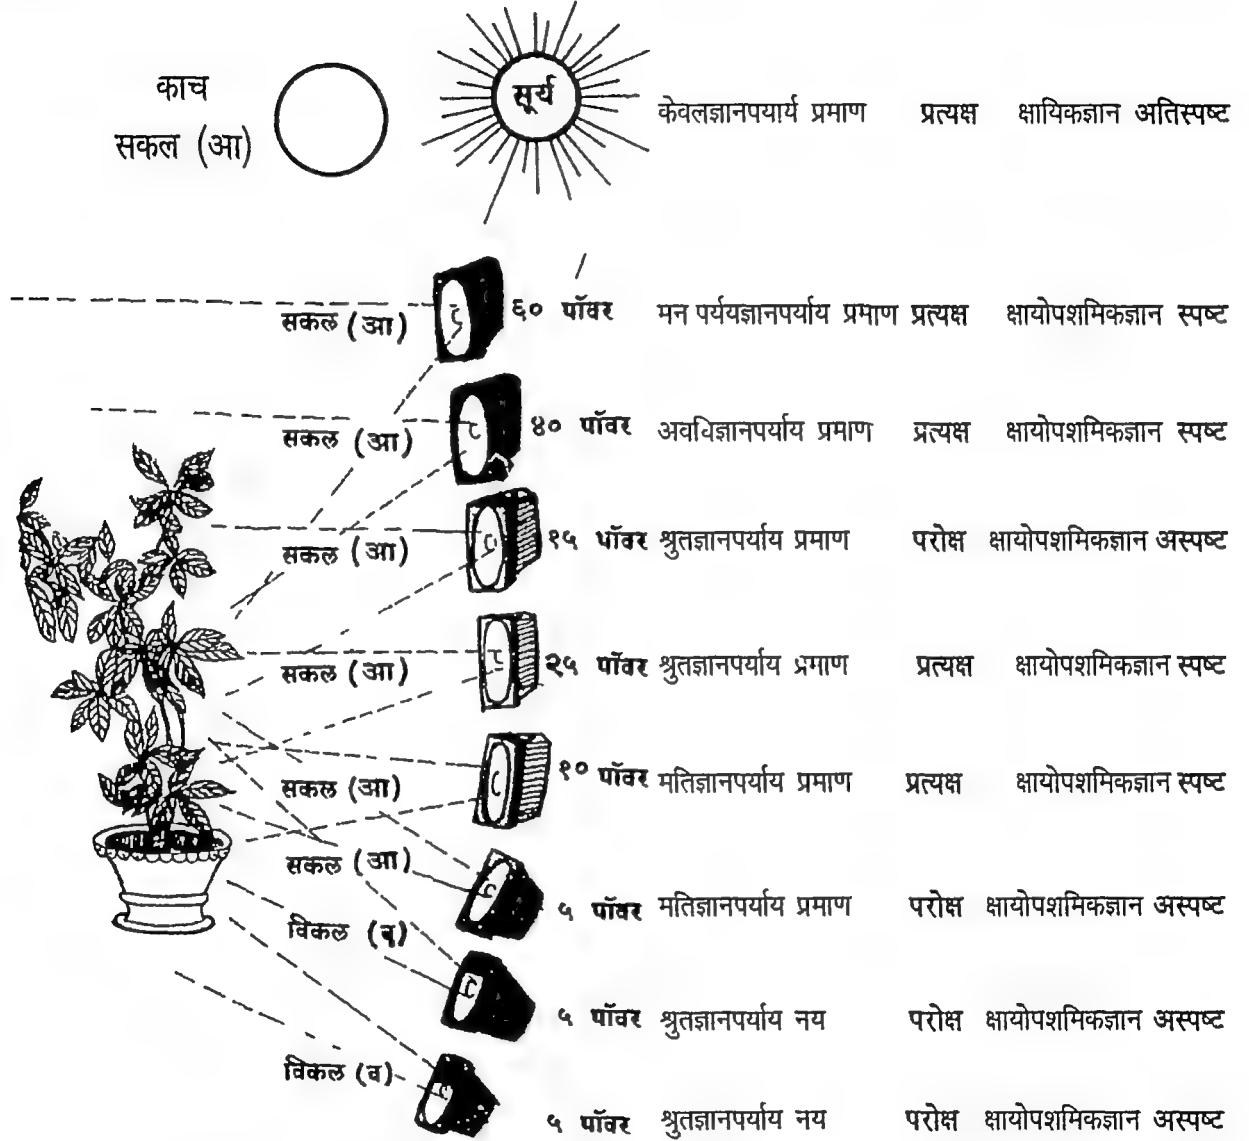 काच
सकल (आ)
सूर्य
केवलज्ञानपयार्य प्रमाण प्रत्यक्ष क्षायिकज्ञान अतिस्पष्ट
सकल (आ) ६० पॉवर मन पर्ययज्ञानपर्याय प्रमाण प्रत्यक्ष क्षायोपशमिकज्ञान स्पष्ट
सकल (आ) ४० पॉवर अवधिज्ञानपर्याय प्रमाण प्रत्यक्ष क्षायोपशमिकज्ञान स्पष्ट
सकल (आ) १५ पॉवर श्रुतज्ञानपर्याय प्रमाण परोक्ष क्षायोपशमिकज्ञान अस्पष्ट
सकल (आ) २५ पॉवर श्रुतज्ञानपर्याय प्रमाण प्रत्यक्ष क्षायोपशमिकज्ञान स्पष्ट
सकल (आ) १० पॉवर मतिज्ञानपर्याय प्रमाण प्रत्यक्ष क्षायोपशमिकज्ञान स्पष्ट
सकल (आ) ५ पॉवर मतिज्ञानपर्याय प्रमाण परोक्ष क्षायोपशमिकज्ञान अस्पष्ट
विकल (ब) ५ पॉवर श्रुतज्ञानपर्याय नय परोक्ष क्षायोपशमिकज्ञान अस्पष्ट
विकल (व) ५ पॉवर श्रुतज्ञानपर्याय नय परोक्ष क्षायोपशमिकज्ञान अस्पष्ट